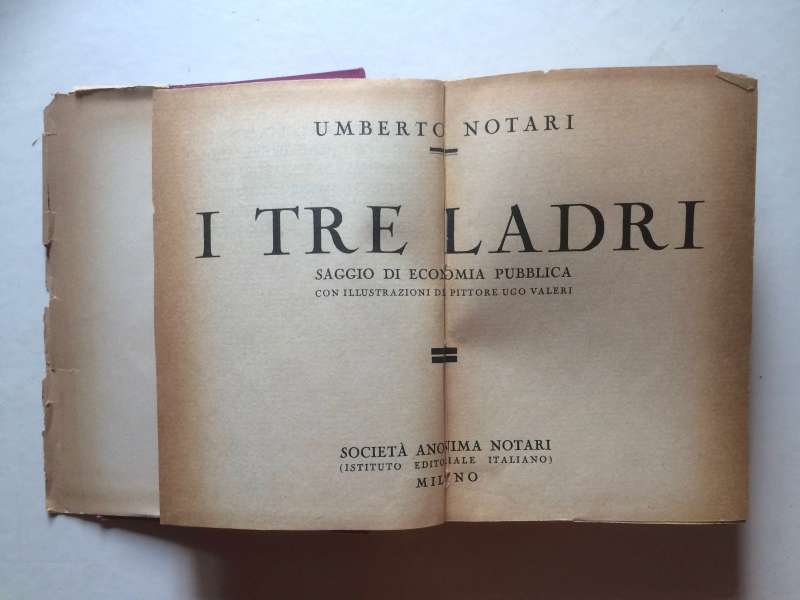 UMBERTO NOTARI
I TRE LADRI
SAGGIO DI ECONOMIA PUBBLICA
CON ILLUSTRAZIONI DI PITTORE UGO VALERI
SOCIETÀ ANONIMA NOTARI
(ISTITUTO EDITORIALE ITALIANO)
MILANO